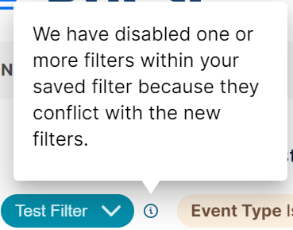 We have disabled one or
more filters within your
saved filter because they
conflict with the new
filters.
Test Filter
Event Type